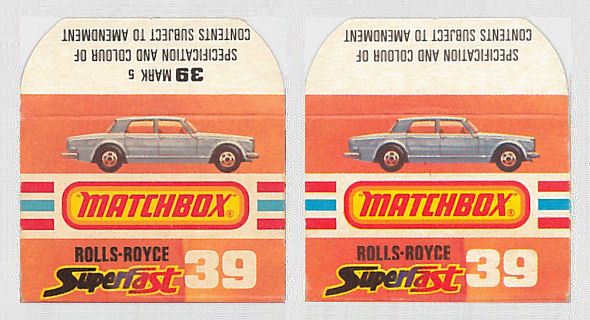 39 MARK 5
SPECIFICATION AND COLOUR OF
CONTENTS SUBJECT TO AMENDMENT
"MATCHBOX"®
ROLLS-ROYCE
Superfast 39
SPECIFICATION AND COLOUR OF
CONTENTS SUBJECT TO AMENDMENT
"MATCHBOX"®
ROLLS-ROYCE
Superfast 39